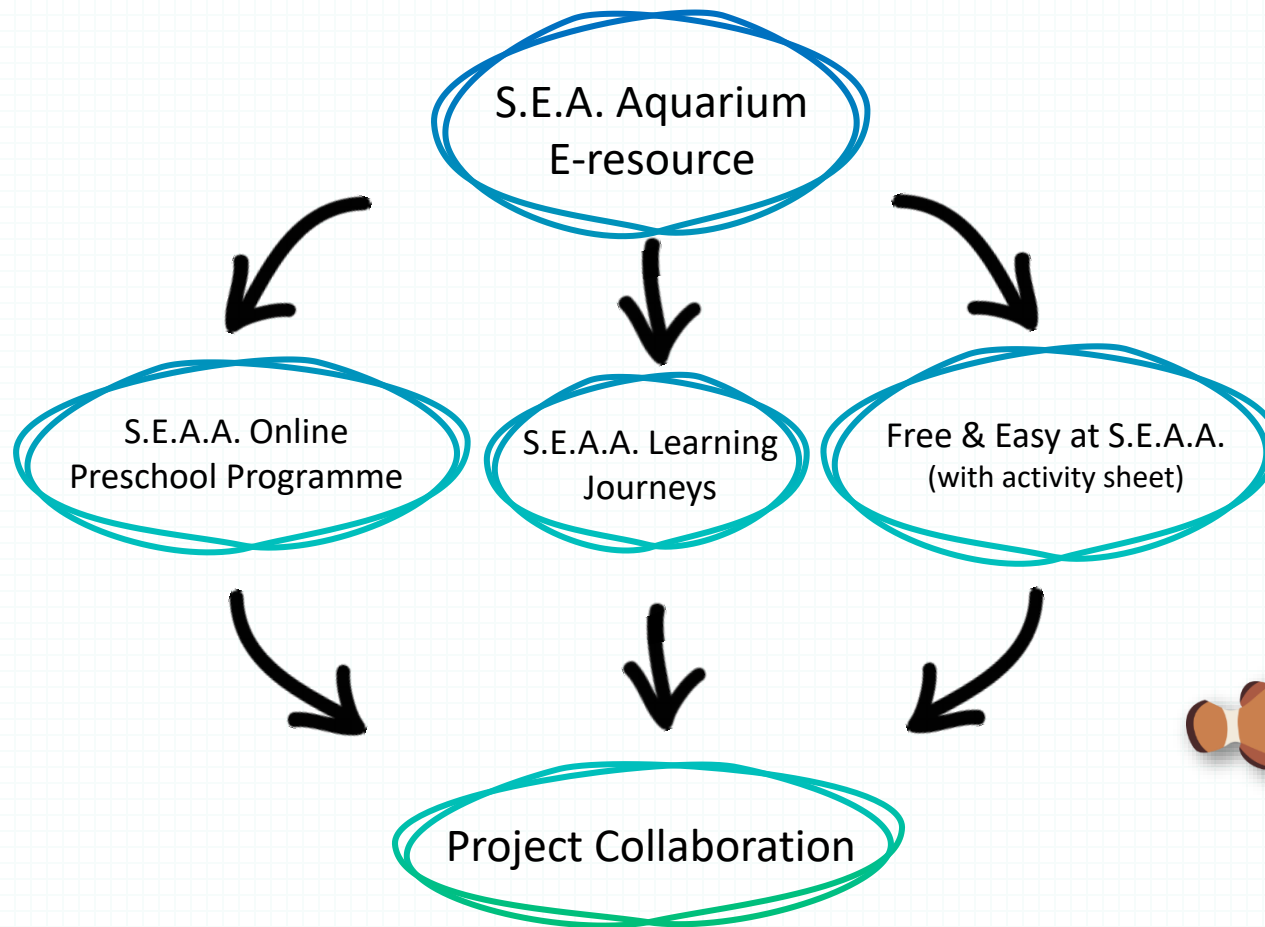 S.E.A. Aquarium
E-resource
S.E.A.A. Online
Preschool Programme
S.E.A.A. Learning
Journeys
Free & Easy at S.E.A.A.
(with activity sheet)
Project Collaboration